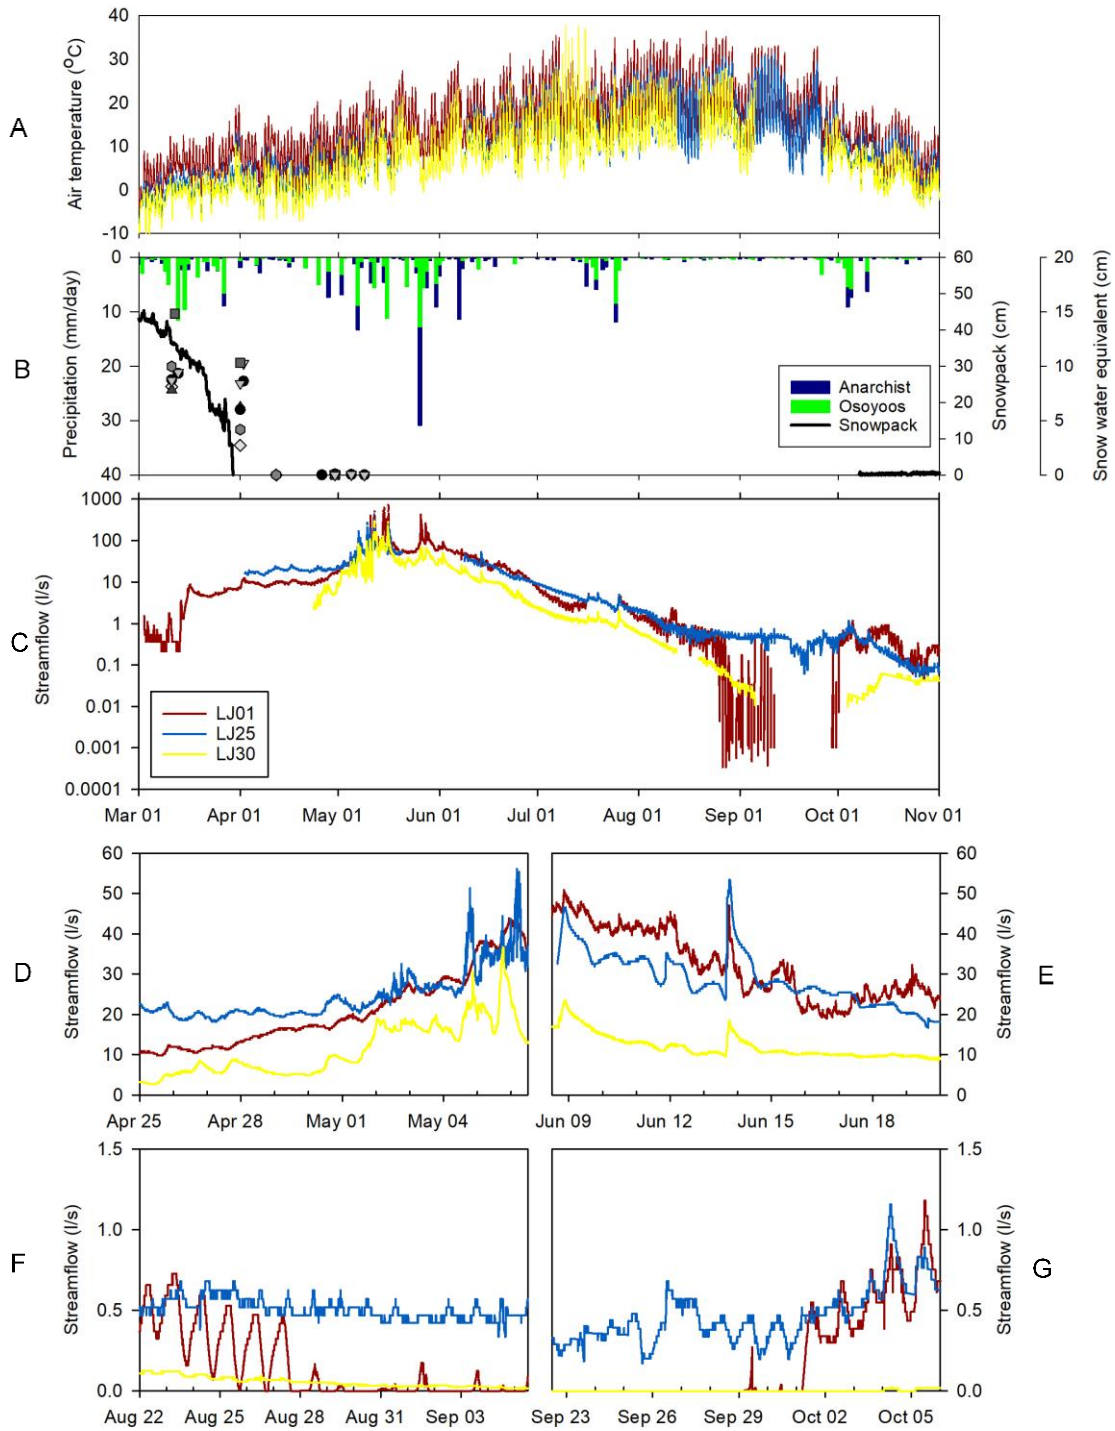 A
Air temperature (°C)
40
30
20
10
0
-10
B
Precipitation (mm/day)
0
10
20
30
40
60
50
40
30
20
10
0
Snowpack (cm)
20
15
10
5
0
Snow water equivalent (cm)
Anarchist
Osoyoos
Snowpack
C
Streamflow (l/s)
1000
100
10
1
0.1
0.01
0.001
0.0001
LJ01
LJ25
LJ30
Mar 01 Apr 01 May 01 Jun 01 Jul 01 Aug 01 Sep 01 Oct 01 Nov 01
D
Streamflow (l/s)
60
50
40
30
20
10
0
Apr 25 Apr 28 May 01 May 04
60
50
40
30
20
10
0
Streamflow (l/s)
E
Jun 09 Jun 12 Jun 15 Jun 18
F
Streamflow (l/s)
1.5
1.0
0.5
0.0
Aug 22 Aug 25 Aug 28 Aug 31 Sep 03
1.5
1.0
0.5
0.0
Streamflow (l/s)
G
Sep 23 Sep 26 Sep 29 Oct 02 Oct 05